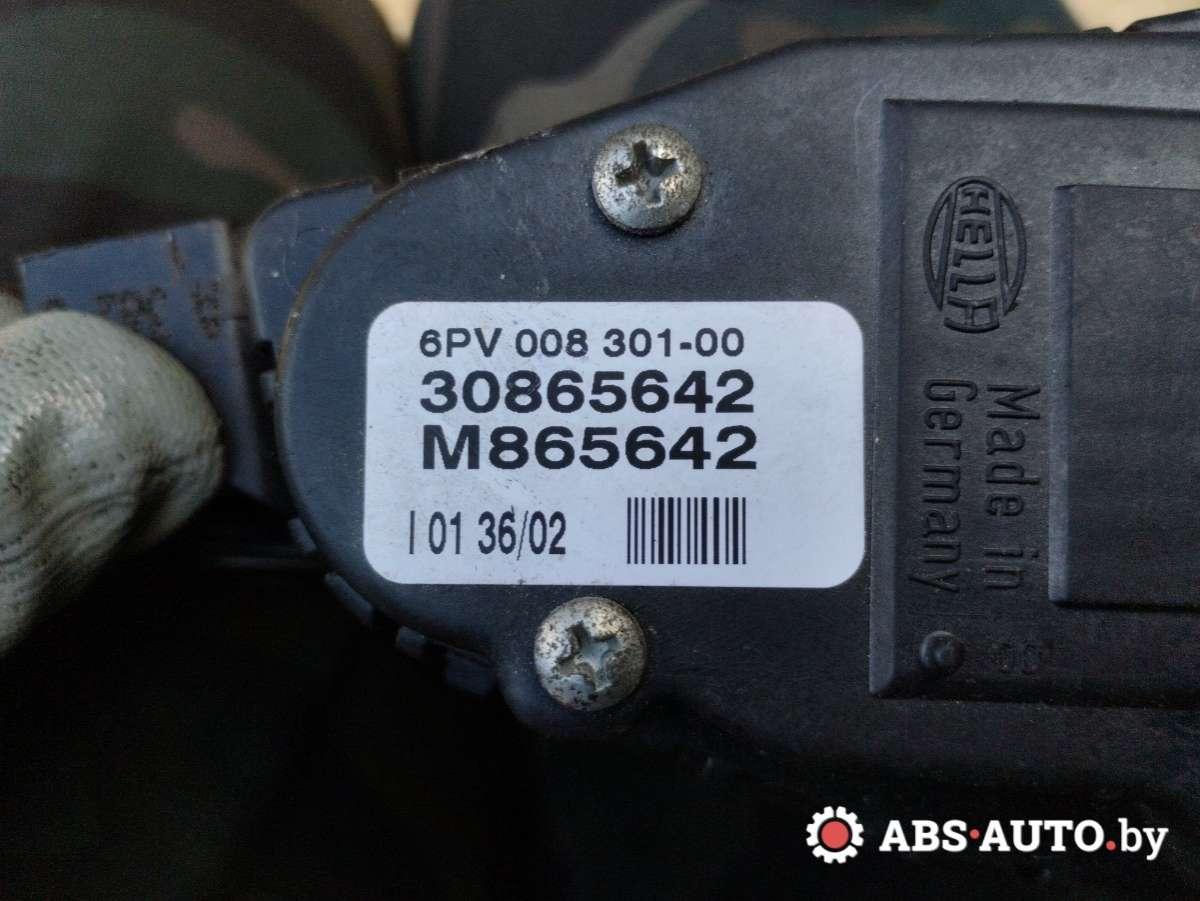 6PV 008 301-00
30865642
M865642
I 01 36/02
HELLA
Made in
Germany
ABS·AUTO.by